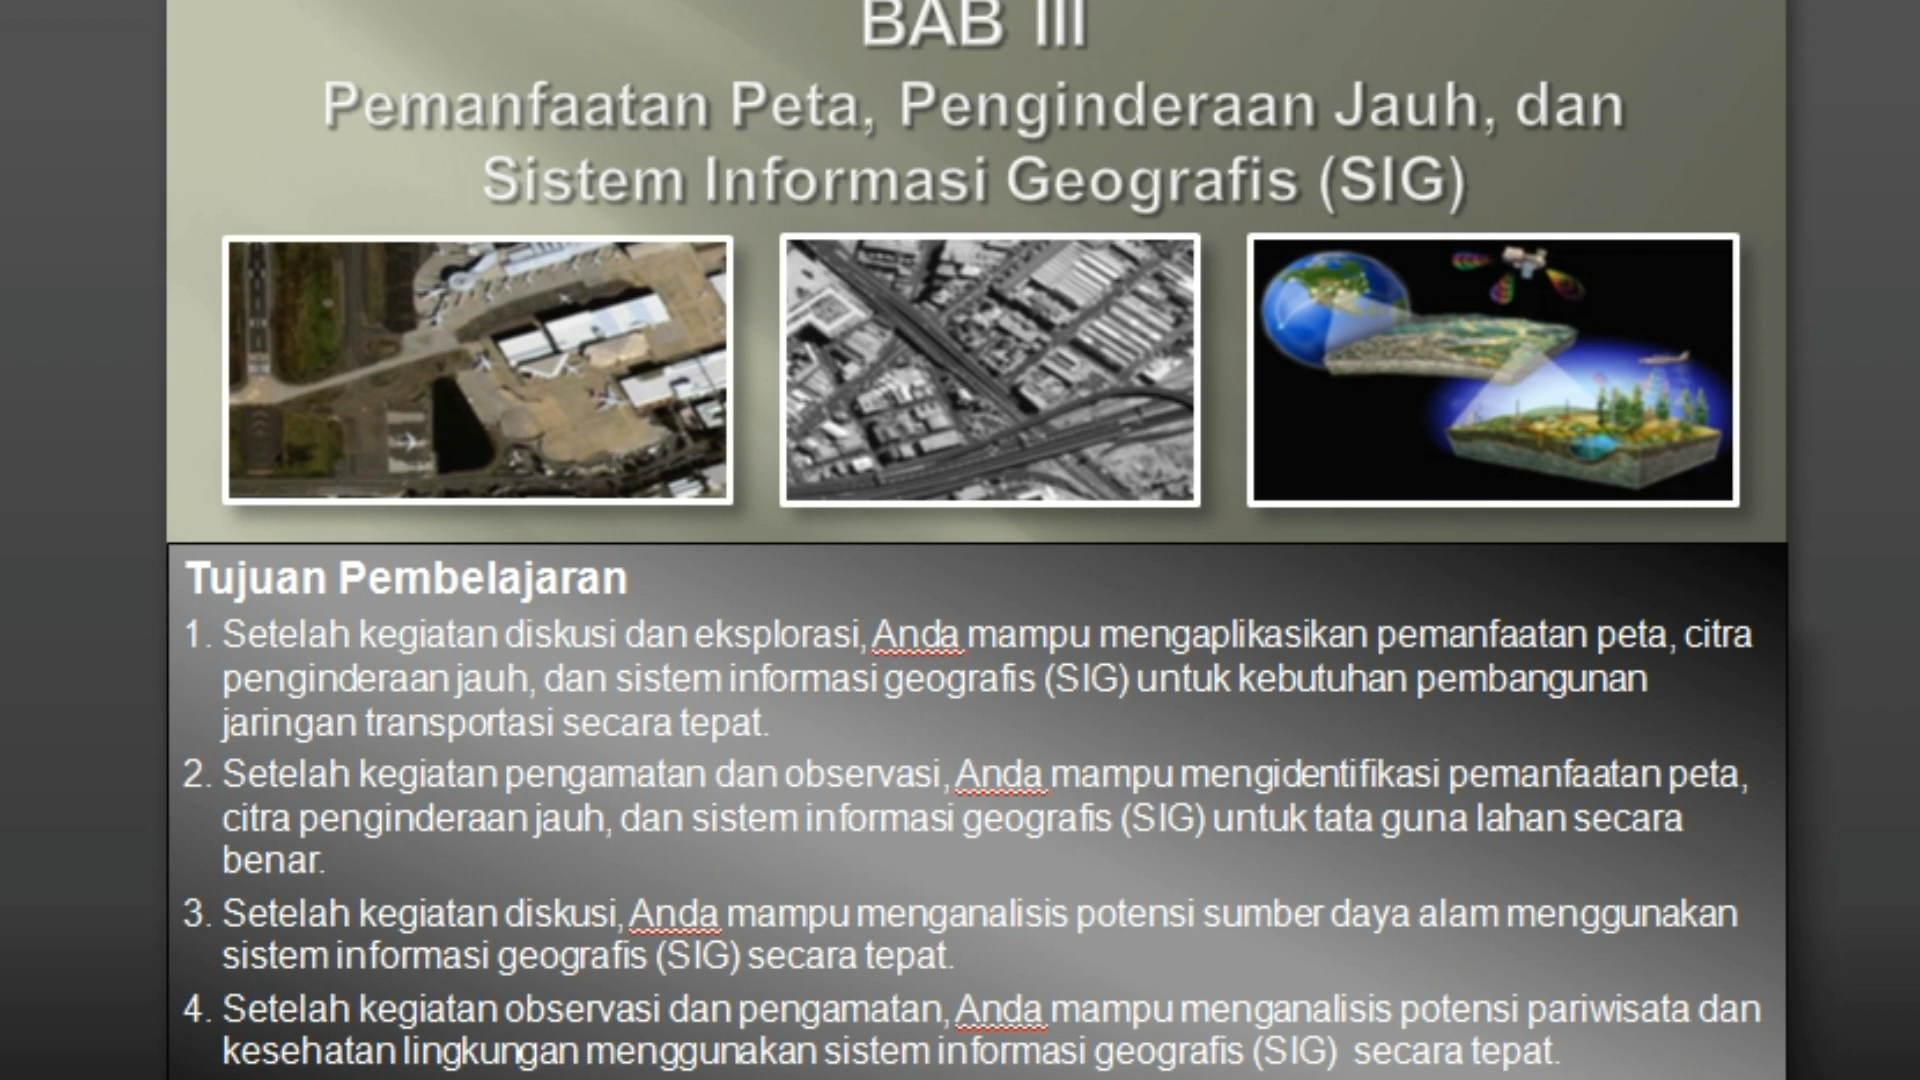 BAB III
Pemanfaatan Peta, Penginderaan Jauh, dan
Sistem Informasi Geografis (SIG)
Tujuan Pembelajaran
1. Setelah kegiatan diskusi dan eksplorasi, Anda mampu mengaplikasikan pemanfaatan peta, citra
penginderaan jauh, dan sistem informasi geografis (SIG) untuk kebutuhan pembangunan
jaringan transportasi secara tepat.
2. Setelah kegiatan pengamatan dan observasi, Anda mampu mengidentifikasi pemanfaatan peta,
citra penginderaan jauh, dan sistem informasi geografis (SIG) untuk tata guna lahan secara
benar.
3. Setelah kegiatan diskusi, Anda mampu menganalisis potensi sumber daya alam menggunakan
sistem informasi geografis (SIG) secara tepat.
4. Setelah kegiatan observasi dan pengamatan, Anda mampu menganalisis potensi pariwisata dan
kesehatan lingkungan menggunakan sistem informasi geografis (SIG) secara tepat.